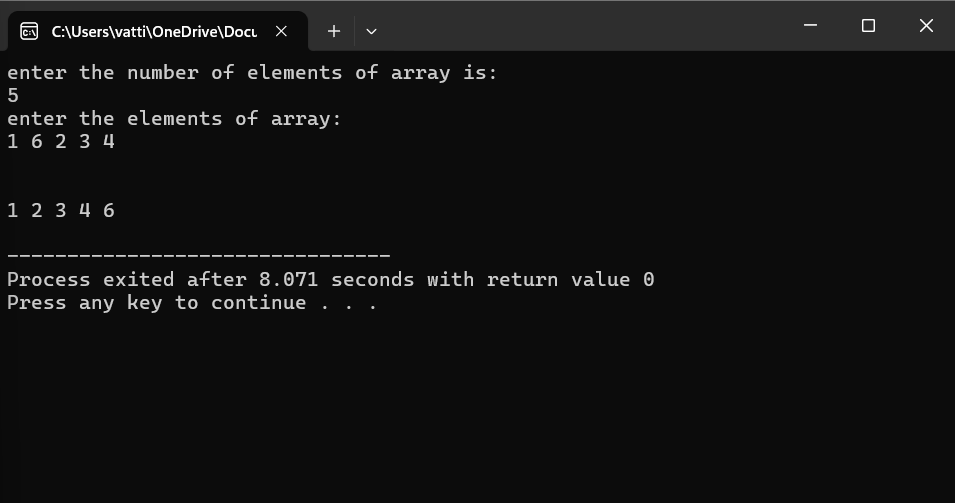 C:\Users\vatti\OneDrive\Docu
enter the number of elements of array is:
5
enter the elements of array:
1 6 2 3 4
1 2 3 4 6
--------------------------------
Process exited after 8.071 seconds with return value 0
Press any key to continue . . .